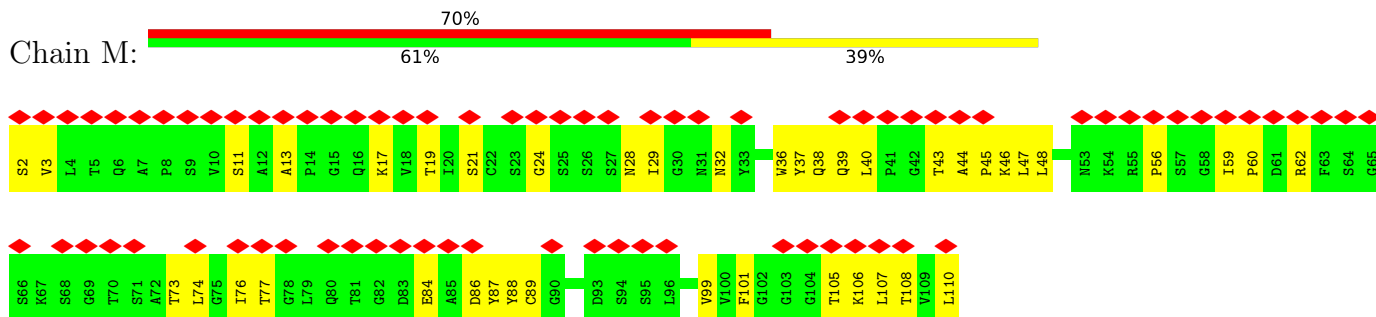 70%
Chain M:
61% 39%
S2 V3 L4 T5 Q6 A7 P8 S9 V10 S11 A12 A13 P14 G15 Q16 K17 V18 T19 I20 S21 C22 S23 G24 S25 S26 S27 N28 I29 G30 N31 N32 Y33 W36 Y37 Q38 Q39 L40 P41 G42 T43 A44 P45 K46 L47 L48 N53 K54 R55 P56 S57 G58 I59 P60 D61 R62 F63 S64 G65
S66 K67 S68 G69 T70 S71 A72 T73 L74 G75 I76 T77 G78 L79 Q80 T81 G82 D83 E84 A85 D86 Y87 Y88 C89 G90 D93 S94 S95 L96 V99 V100 F101 G102 G103 G104 T105 K106 L107 T108 V109 L110